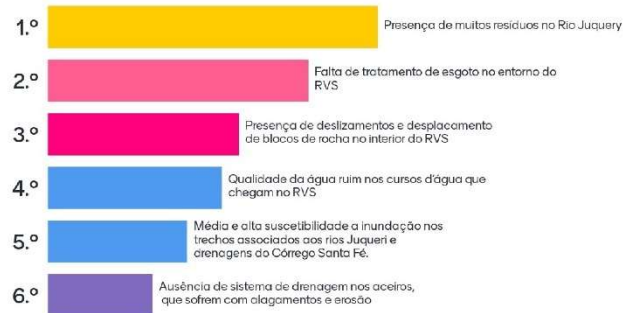 1.º Presença de muitos resíduos no Rio Juquery
2.º Falta de tratamento de esgoto no entorno do
RVS
3.º Presença de deslizamentos e desplacamento
de blocos de rocha no interior do RVS
4.º Qualidade da água ruim nos cursos d'água que
chegam no RVS
5.º Média e alta suscetibilidade a inundação nos
trechos associados aos rios Juqueri e
drenagens do Córrego Santa Fé.
6.º Ausência de sistema de drenagem nos aceiros,
que sofrem com alagamentos e erosão